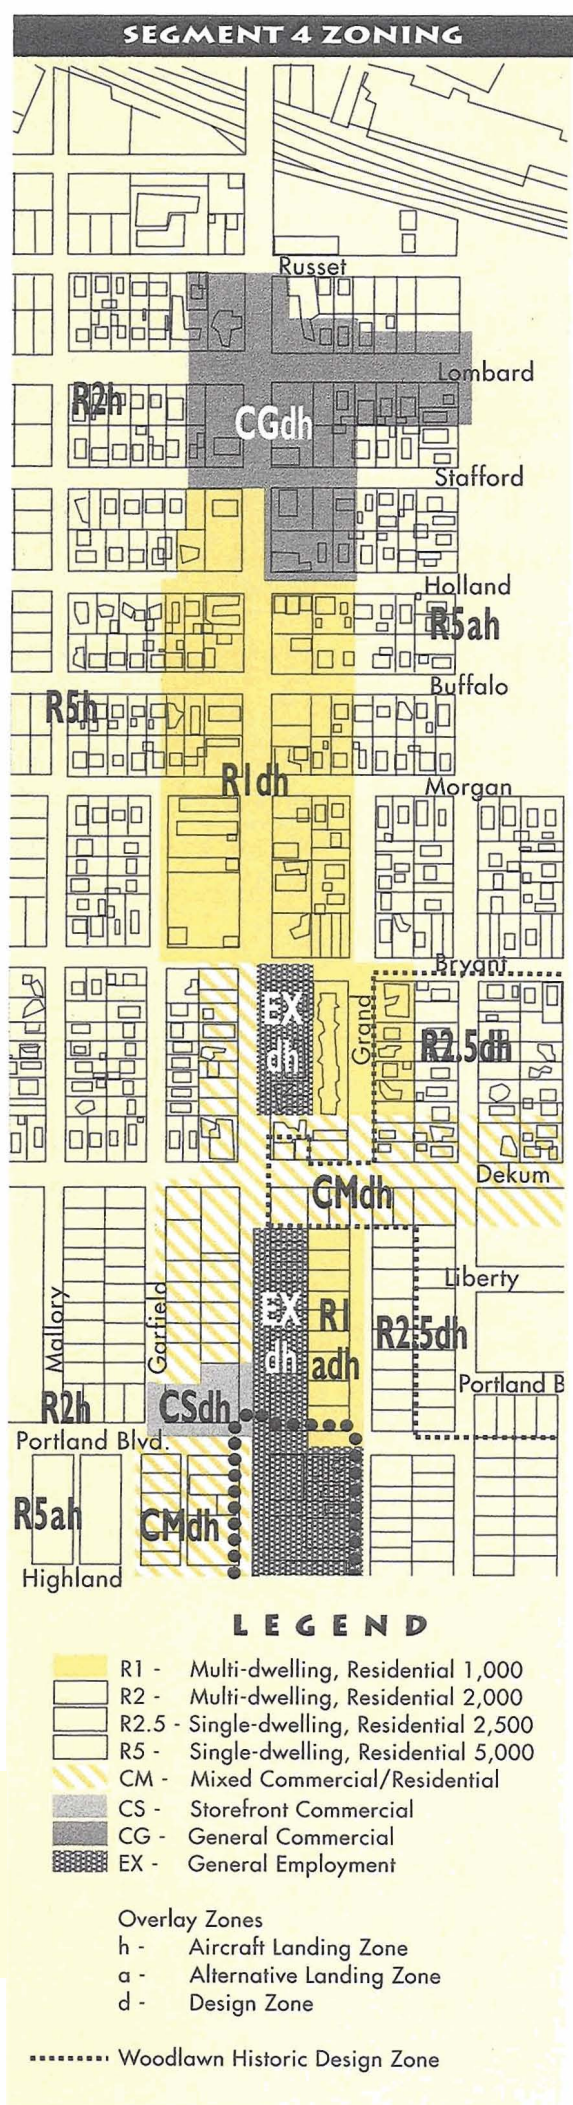 SEGMENT 4 ZONING
Russet
Lombard
R2h
CGdh
Stafford
Holland
R5ah
Buffalo
R5h
R1dh
Morgan
Bryant
EX
dh
Grand
R2.5dh
Dekum
CMdh
Liberty
Mallory
Garfield
EX
dh
R1
adh
R2.5dh
Portland B
R2h
CSdh
Portland Blvd.
R5ah
CMdh
Highland
LEGEND
R1 - Multi-dwelling, Residential 1,000
R2 - Multi-dwelling, Residential 2,000
R2.5 - Single-dwelling, Residential 2,500
R5 - Single-dwelling, Residential 5,000
CM - Mixed Commercial/Residential
CS - Storefront Commercial
CG - General Commercial
EX - General Employment
Overlay Zones
h - Aircraft Landing Zone
a - Alternative Landing Zone
d - Design Zone
Woodlawn Historic Design Zone